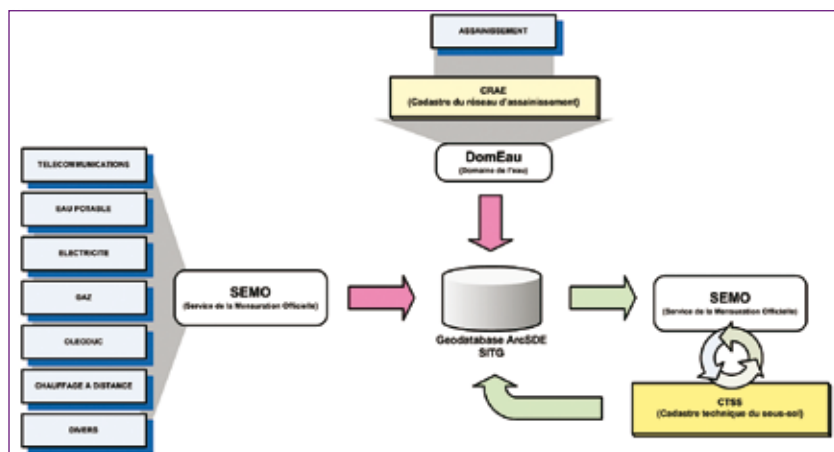 ASSAINISSEMENT
CRAE
(Cadastre du réseau d'assainissement)
DomEau
(Domaine de l'eau)
TELECOMMUNICATIONS
EAU POTABLE
ELECTRICITE
GAZ
OLEODUC
CHAUFFAGE A DISTANCE
DIVERS
SEMO
(Service de la Mensuration Officielle)
Geodatabase ArcSDE
SITG
SEMO
(Service de la Mensuration Officielle)
CTSS
(Cadastre technique du sous-sol)